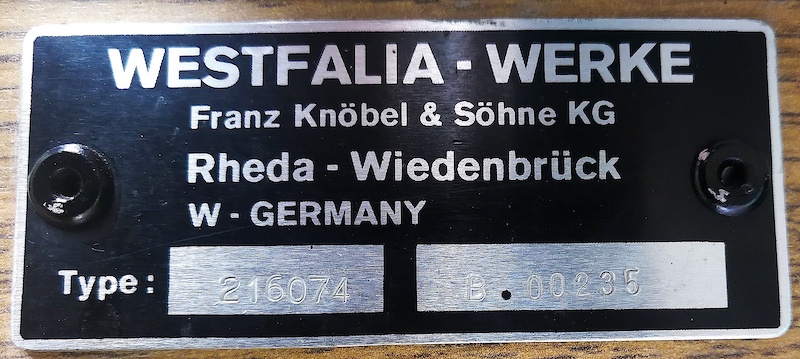 WESTFALIA - WERKE
Franz Knöbel & Söhne KG
Rheda - Wiedenbrück
W - GERMANY
Type: 216074 B.00235